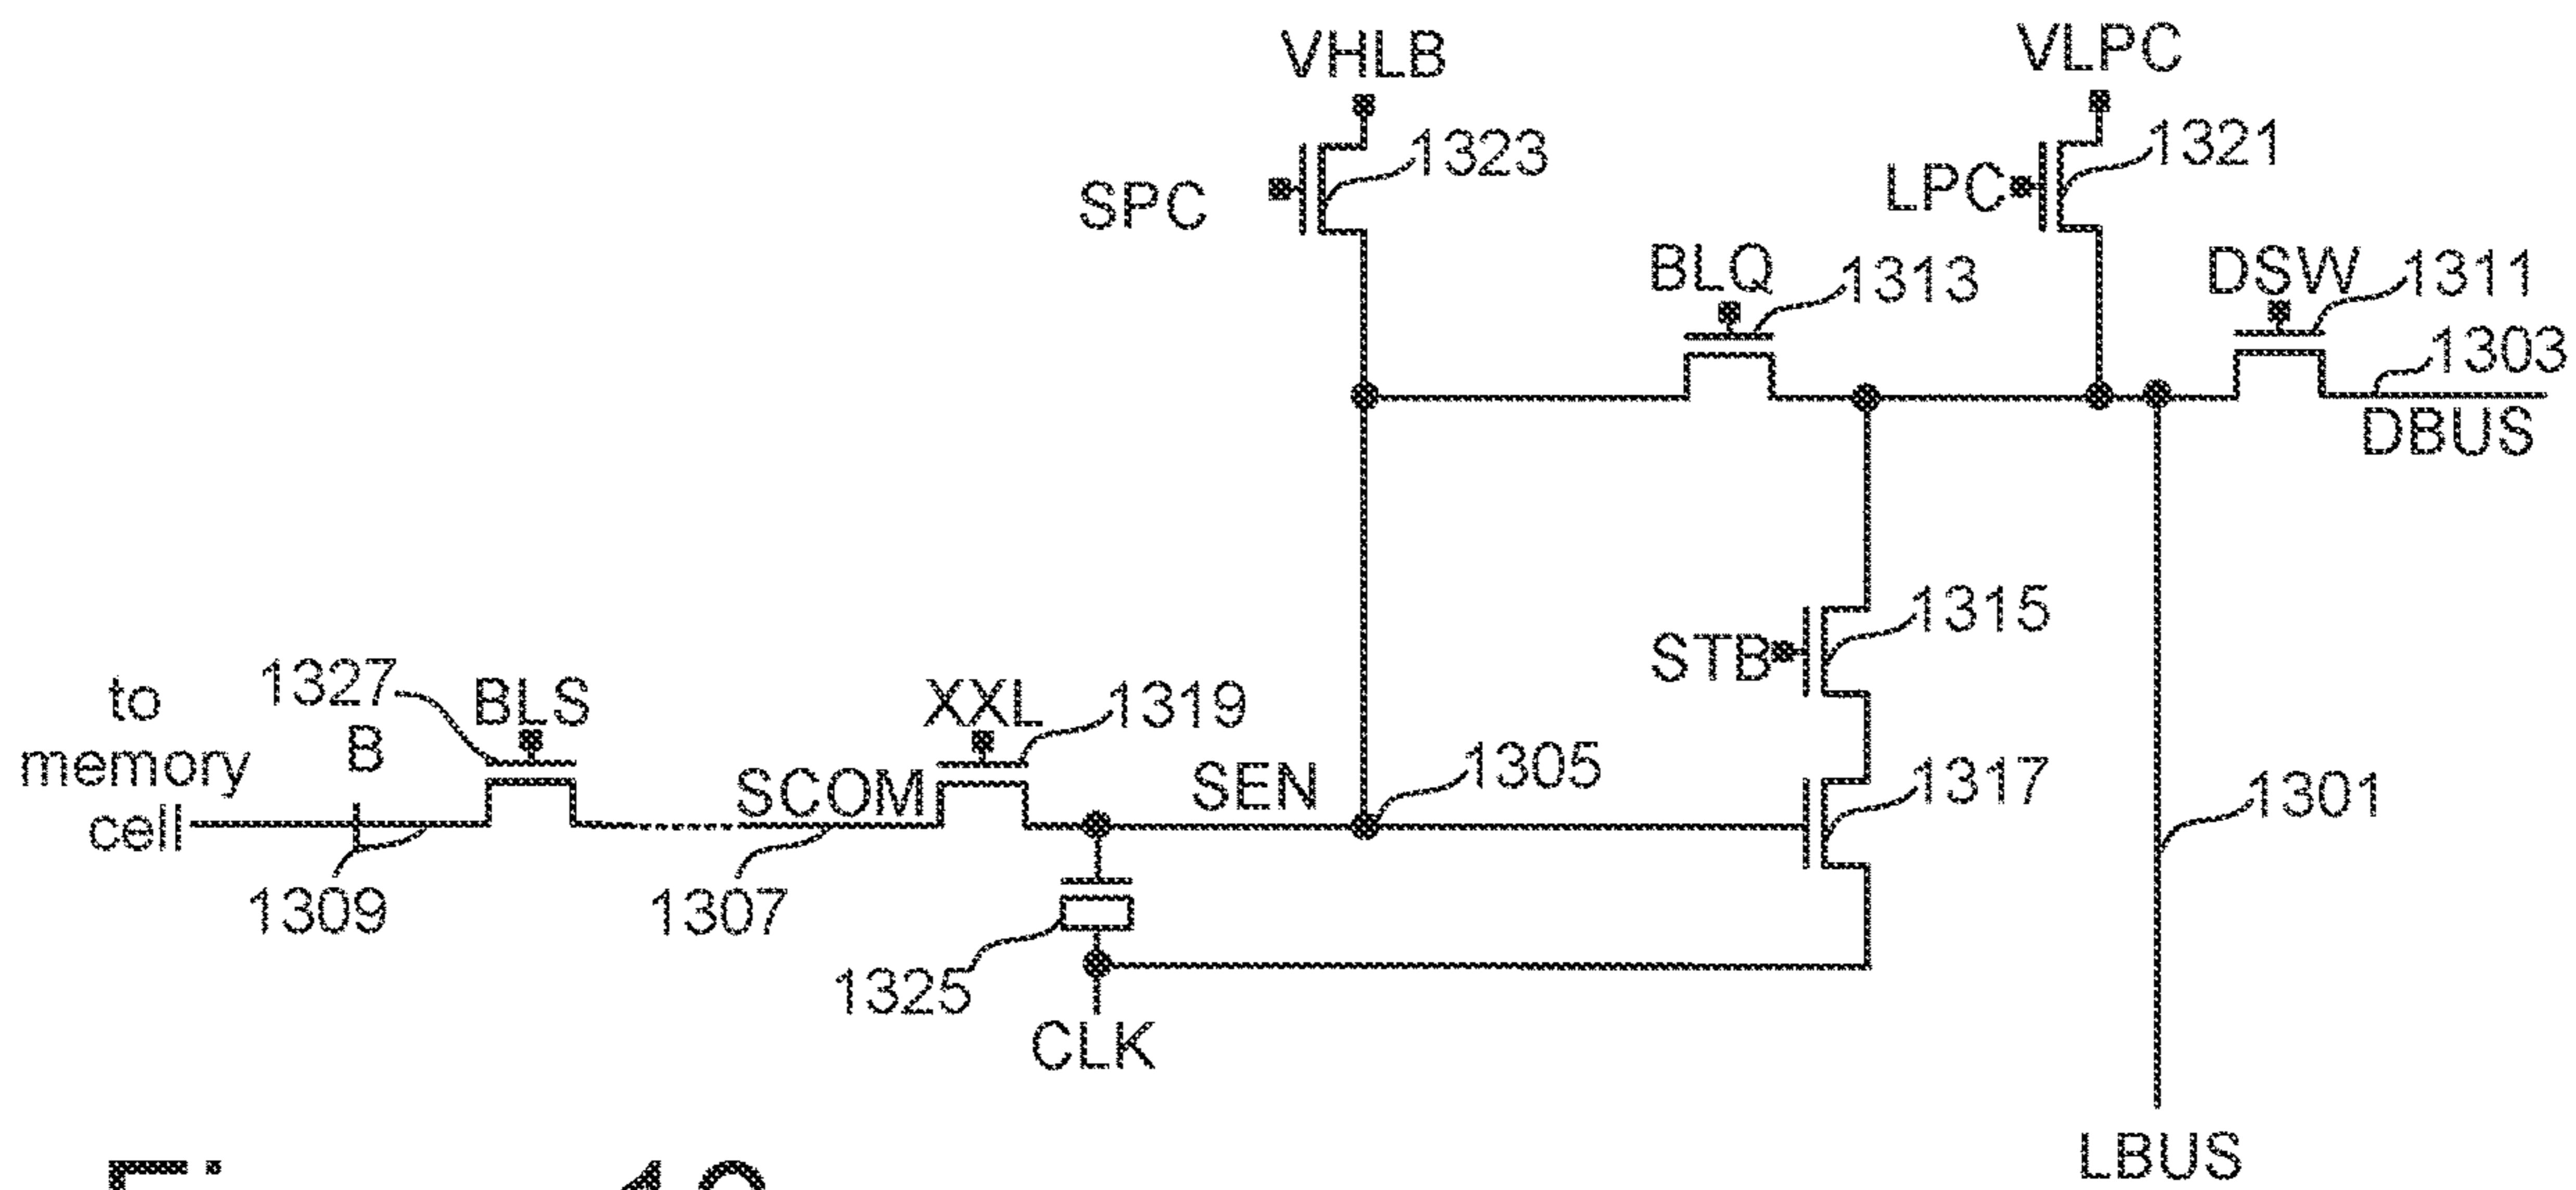 VHLB
VLPC
1323
1321
SPC
LPC
BLQ
1313
DSW
1311
1303
DBUS
1315
STB
to
memory
cell
1327
B
BLS
XXL
1319
SCOM
SEN
1305
1317
1301
1309
1307
1325
CLK
LBUS